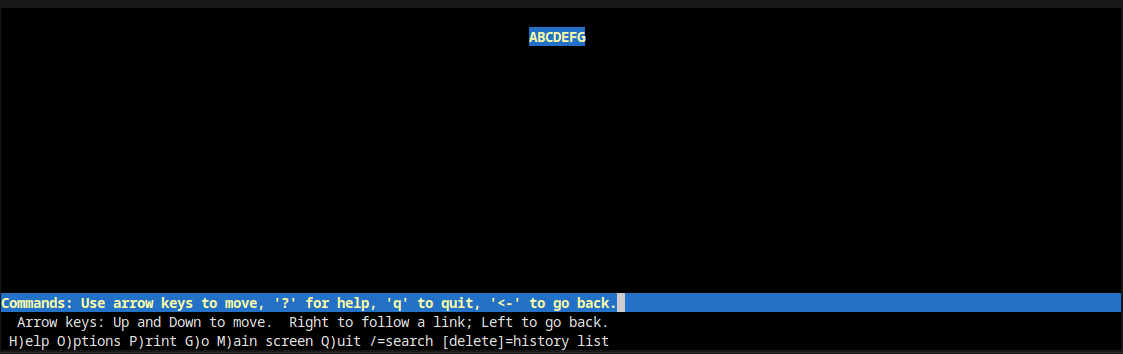 ABCDEFG
Commands: Use arrow keys to move, '?' for help, 'q' to quit, '<-' to go back.
Arrow keys: Up and Down to move.  Right to follow a link; Left to go back.
H)elp O)ptions P)rint G)o M)ain screen Q)uit /=search [delete]=history list